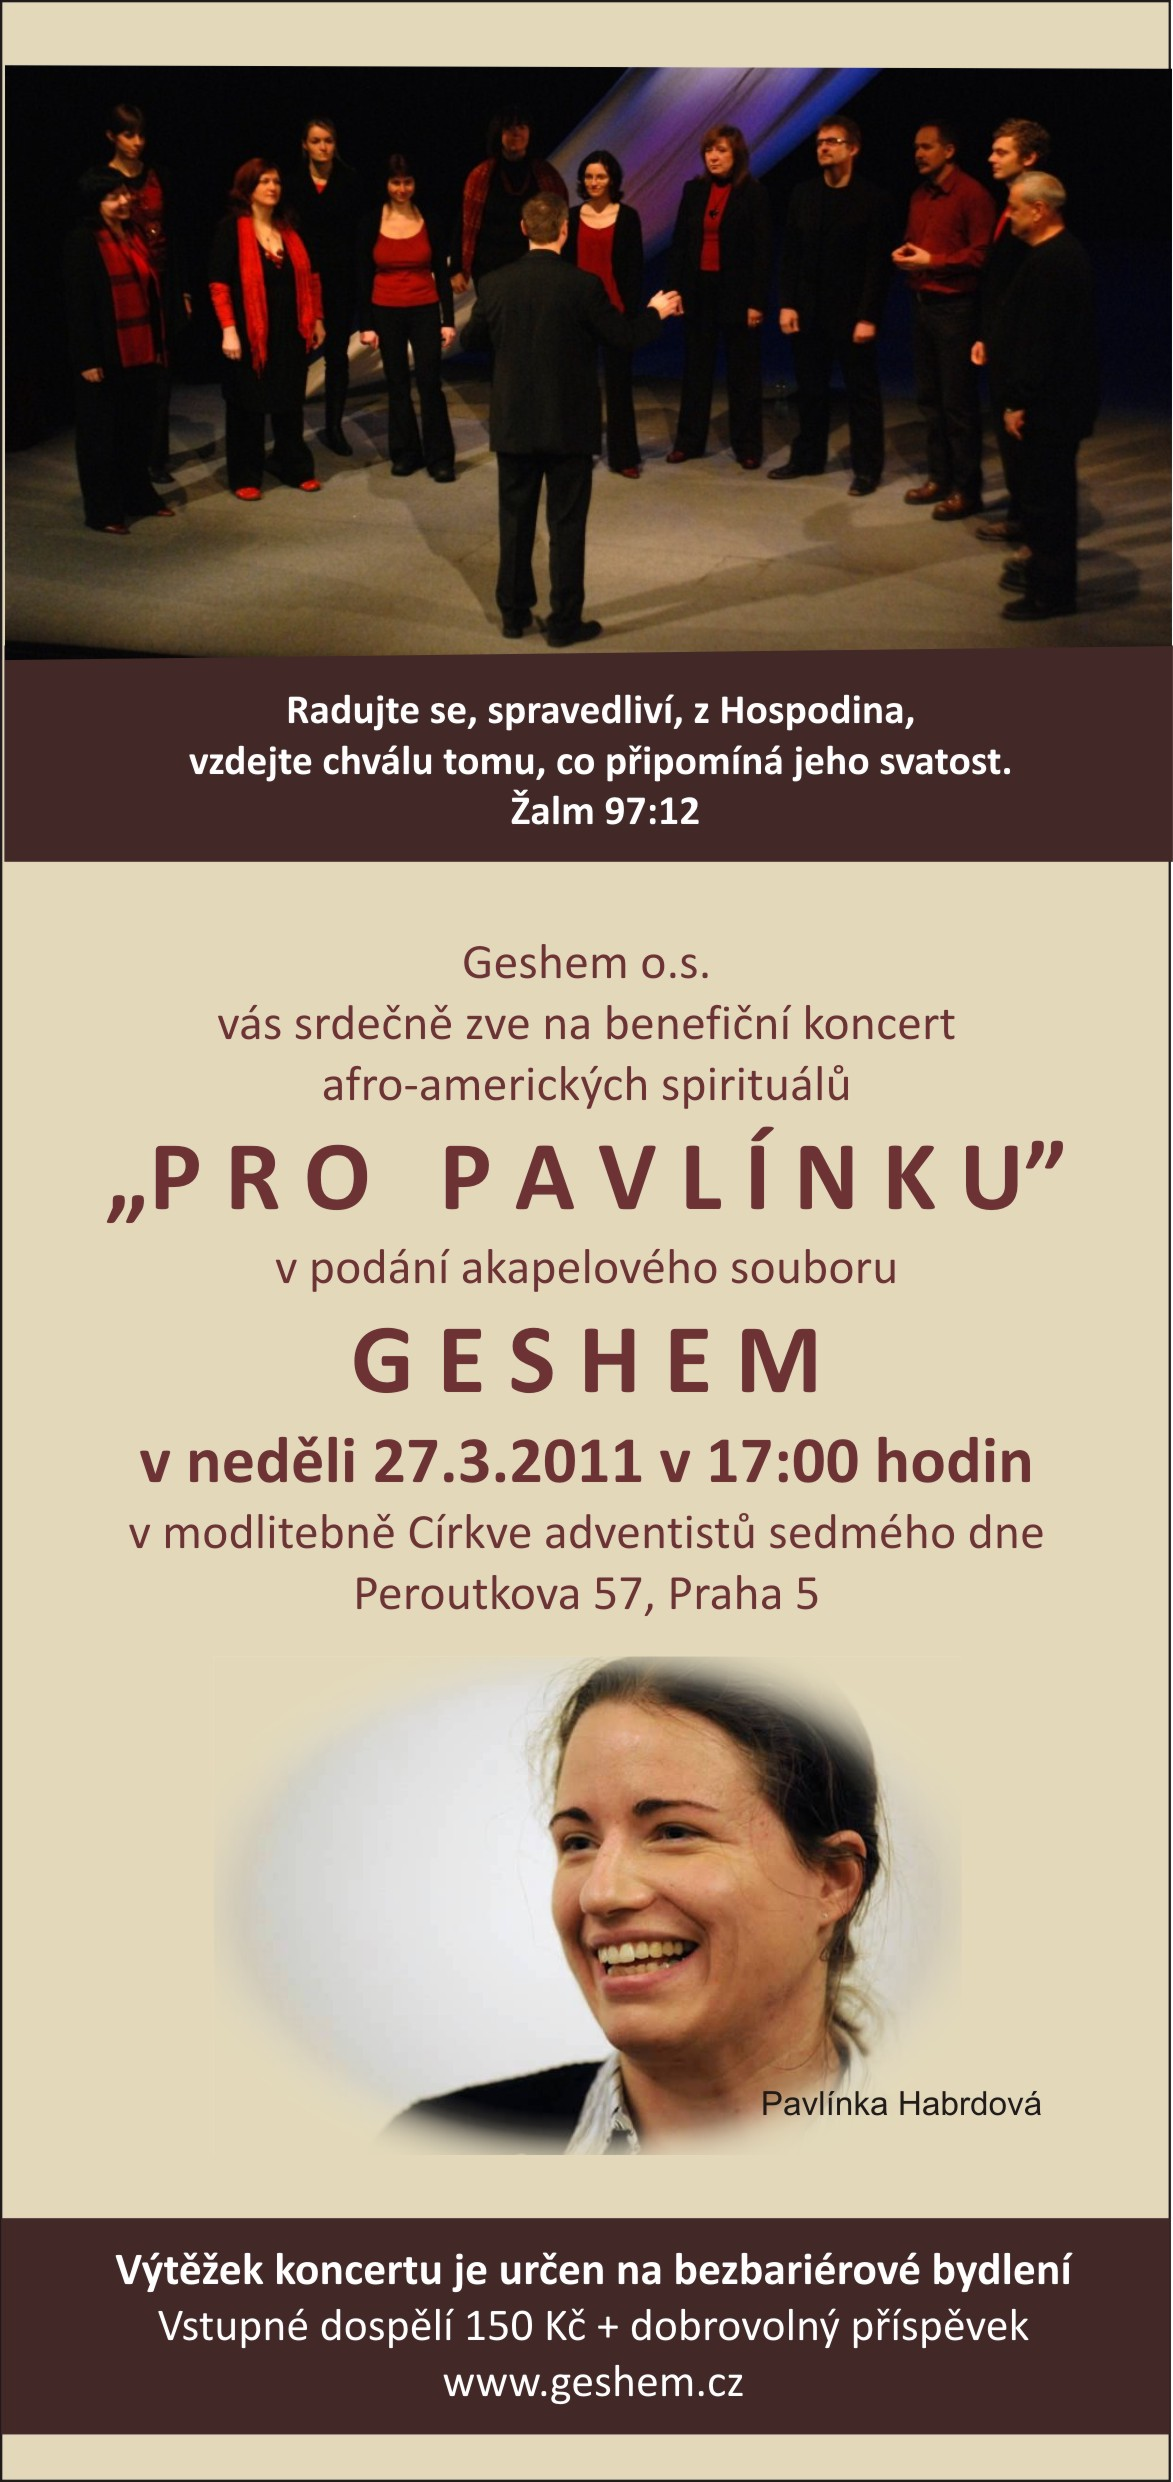 Radujte se, spravedliví, z Hospodina,
vzdejte chválu tomu, co připomíná jeho svatost.
Žalm 97:12
Geshem o.s.
vás srdečně zve na benefiční koncert
afro-amerických spirituálů
„PRO PAVLÍNKU”
v podání akapelového souboru
GESHEM
v neděli 27.3.2011 v 17:00 hodin
v modlitebně Církve adventistů sedmého dne
Peroutkova 57, Praha 5
Pavlínka Habrdová
Výtěžek koncertu je určen na bezbariérové bydlení
Vstupné dospělí 150 Kč + dobrovolný příspěvek
www.geshem.cz